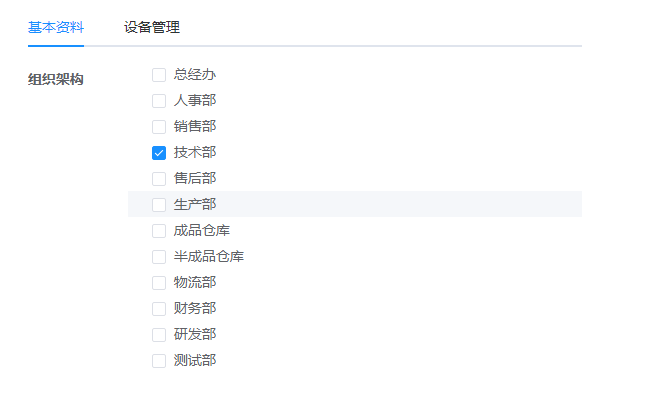 基本资料 设备管理
组织架构 总经办
人事部
销售部
技术部
售后部
生产部
成品仓库
半成品仓库
物流部
财务部
研发部
测试部